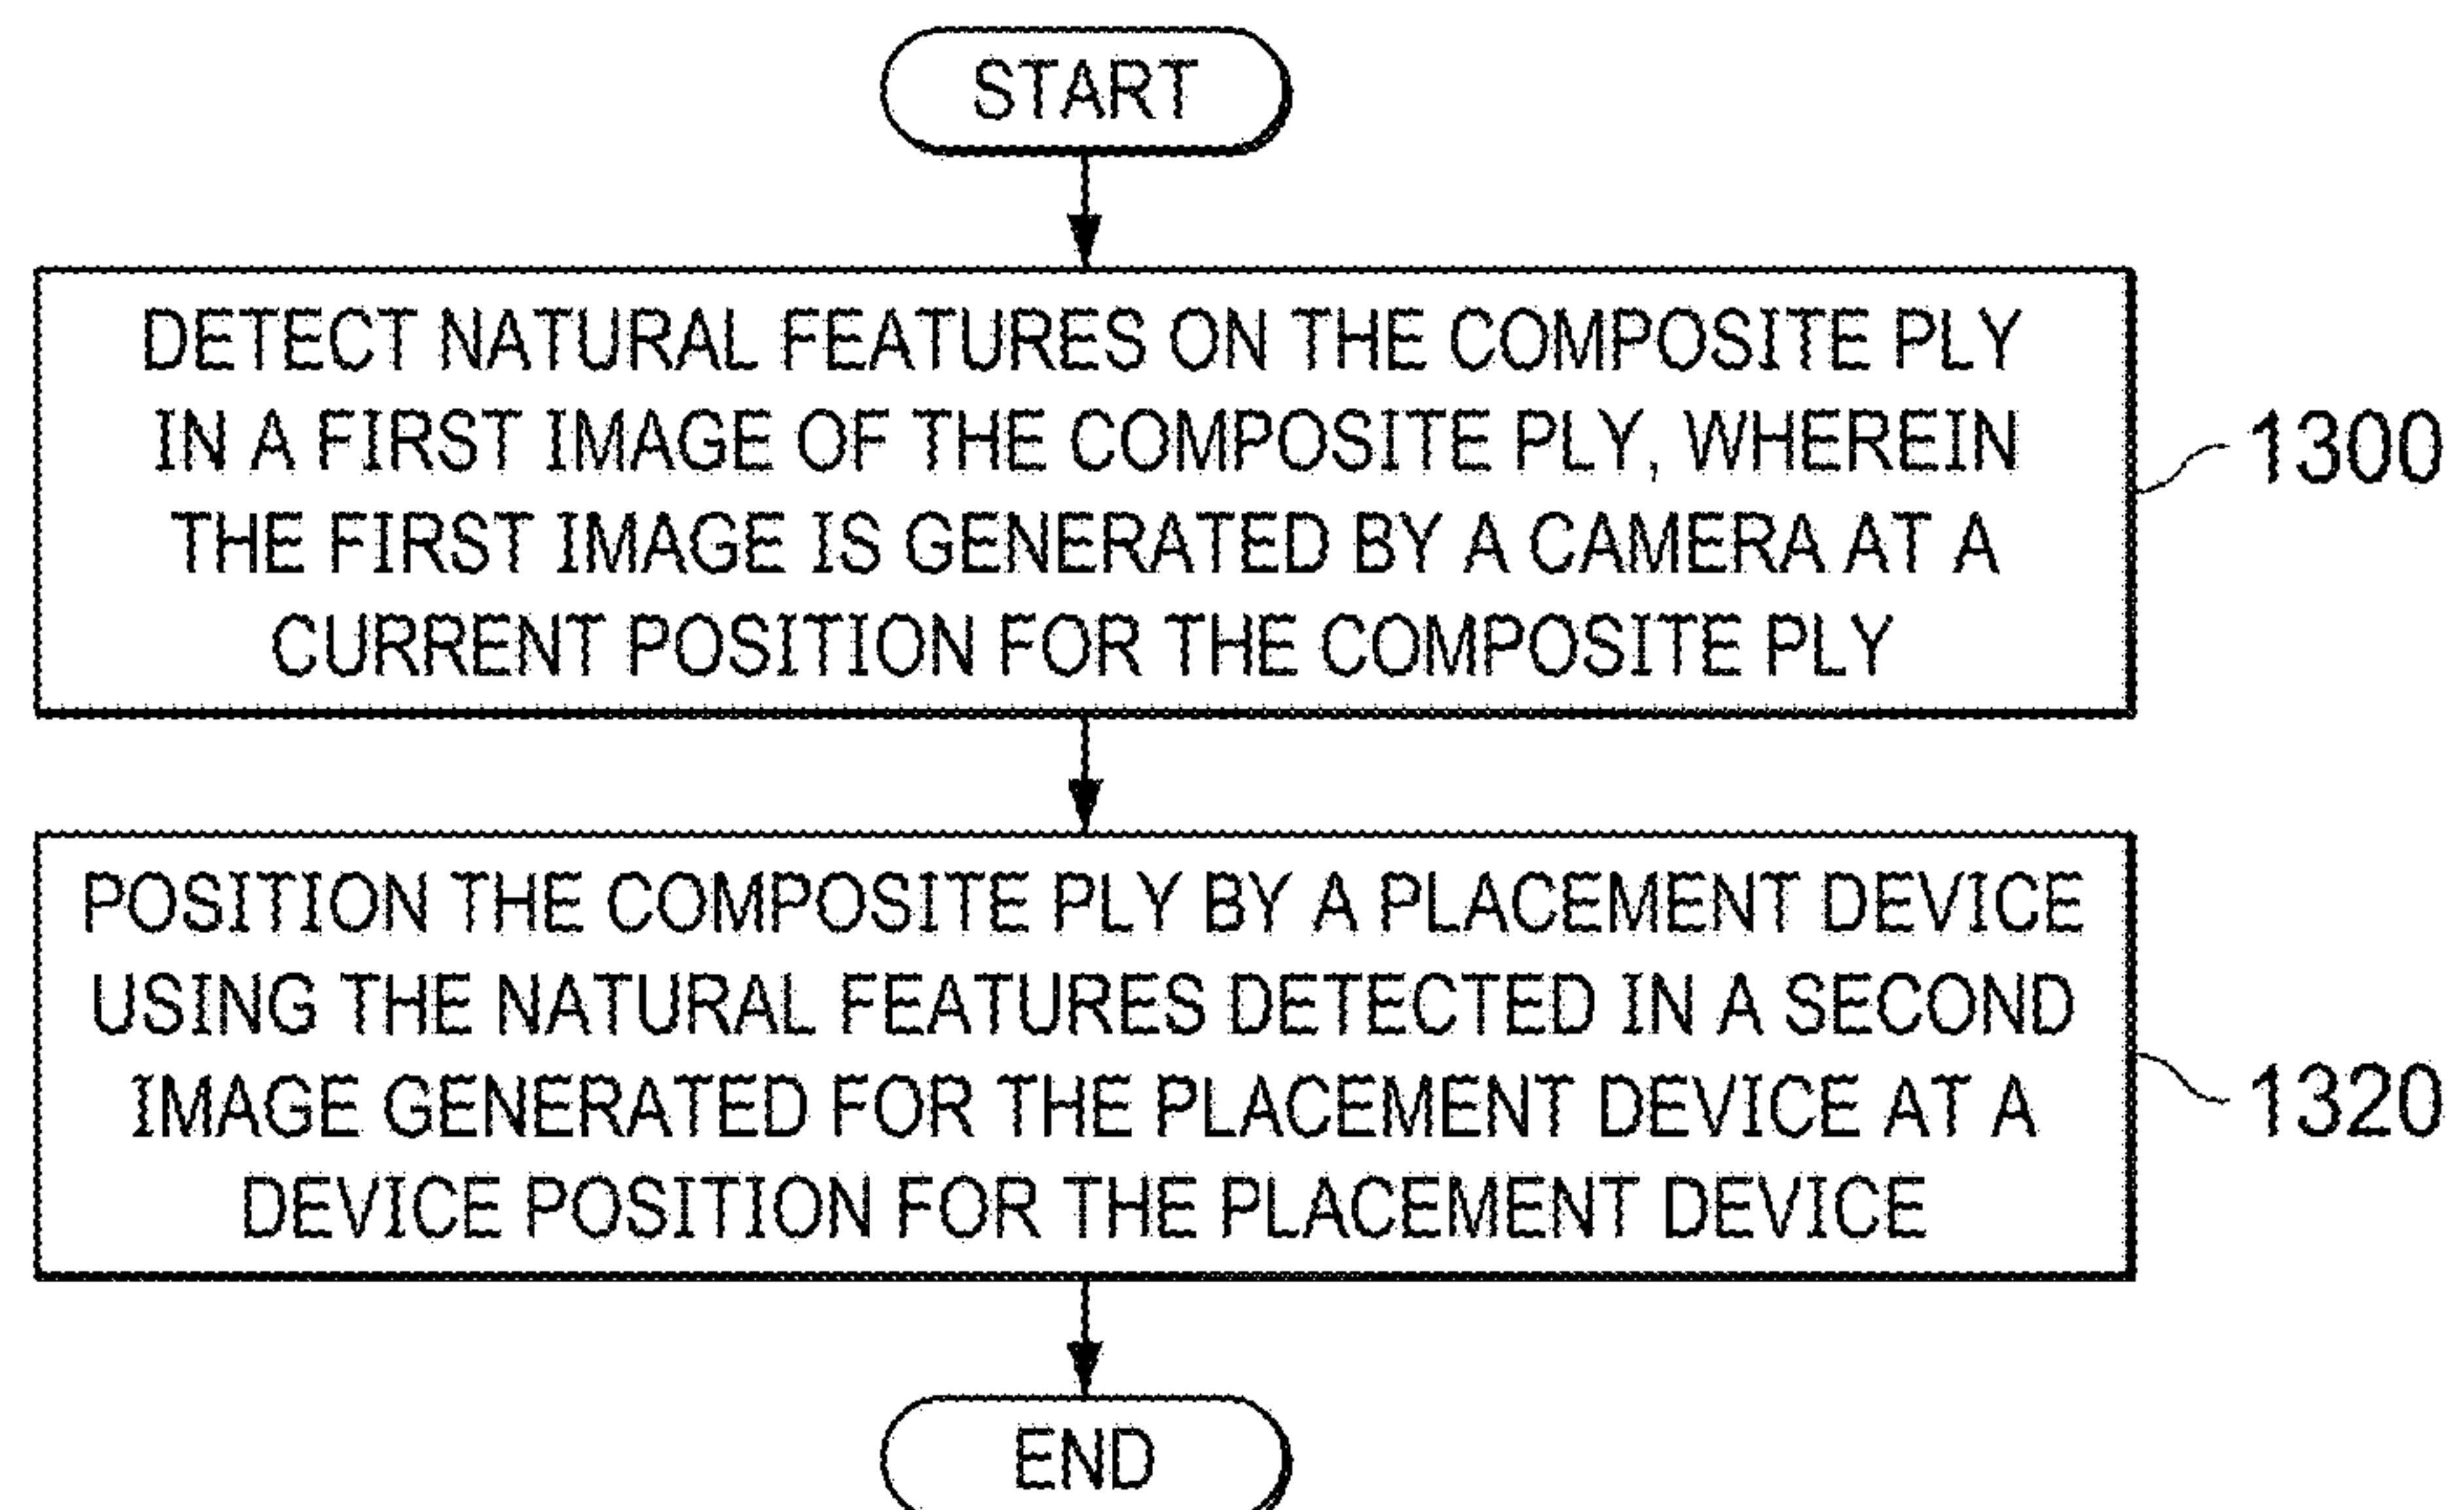 START
DETECT NATURAL FEATURES ON THE COMPOSITE PLY
IN A FIRST IMAGE OF THE COMPOSITE PLY, WHEREIN
THE FIRST IMAGE IS GENERATED BY A CAMERA AT A
CURRENT POSITION FOR THE COMPOSITE PLY
1300
POSITION THE COMPOSITE PLY BY A PLACEMENT DEVICE
USING THE NATURAL FEATURES DETECTED IN A SECOND
IMAGE GENERATED FOR THE PLACEMENT DEVICE AT A
DEVICE POSITION FOR THE PLACEMENT DEVICE
1320
END